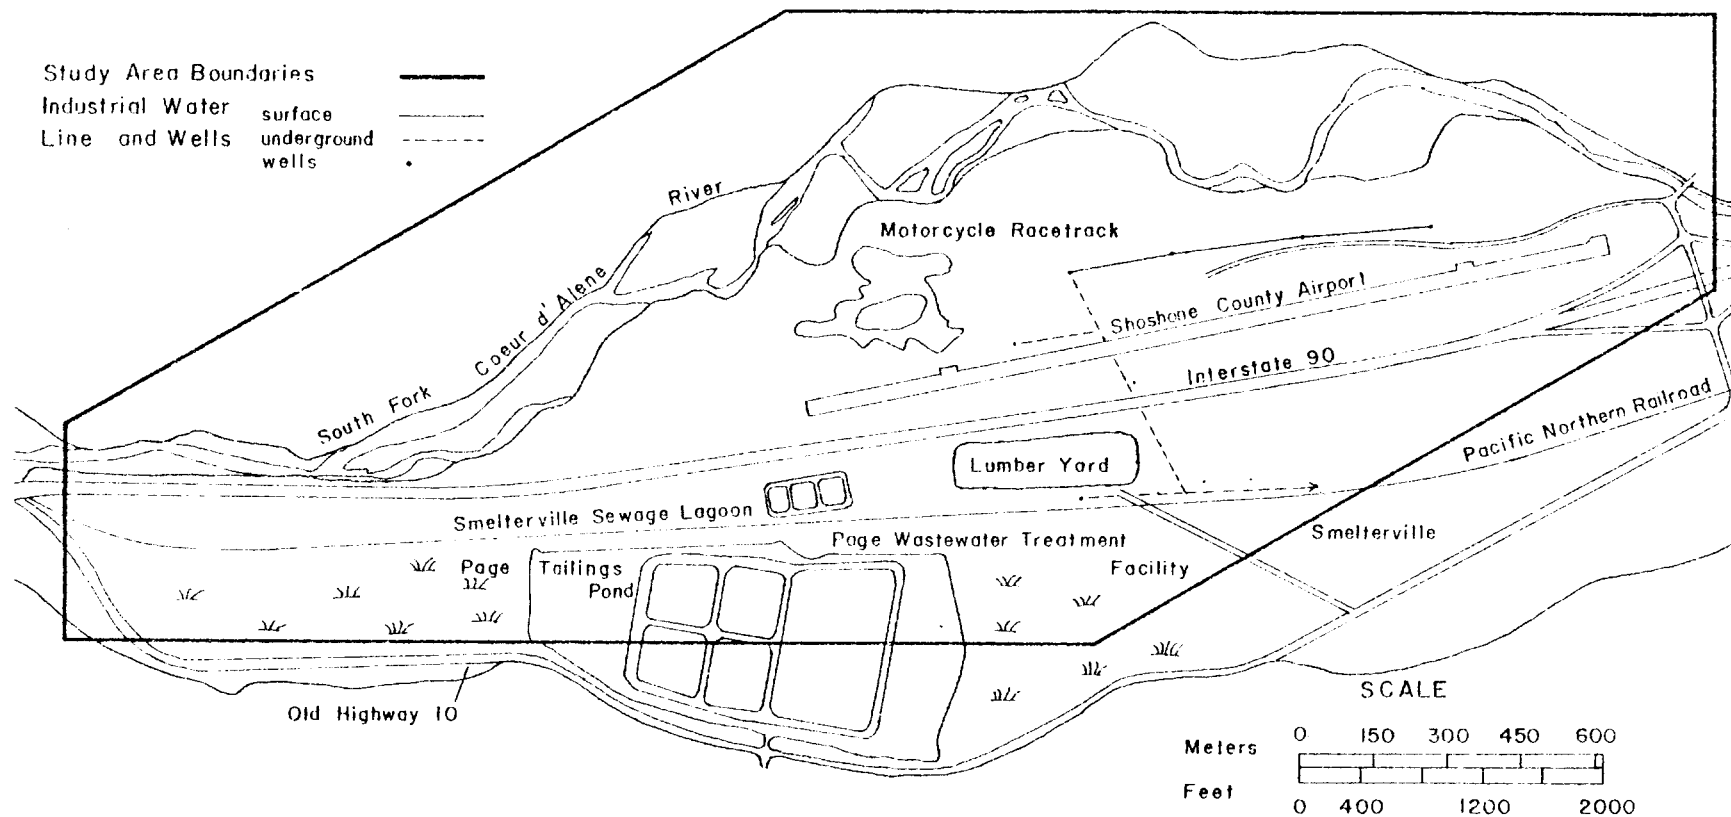 Study Area Boundaries
Industrial Water surface
Line and Wells underground
wells
River
Motorcycle Racetrack
Coeur d'Alene
South Fork
Shoshone County Airport
Interstate 90
Pacific Northern Railroad
Lumber Yard
Smelterville Sewage Lagoon
Smelterville
Page Wastewater Treatment
Facility
Page Tailings
Pond
Old Highway 10
SCALE
0 150 300 450 600
Meters
Feet
0 400 1200 2000